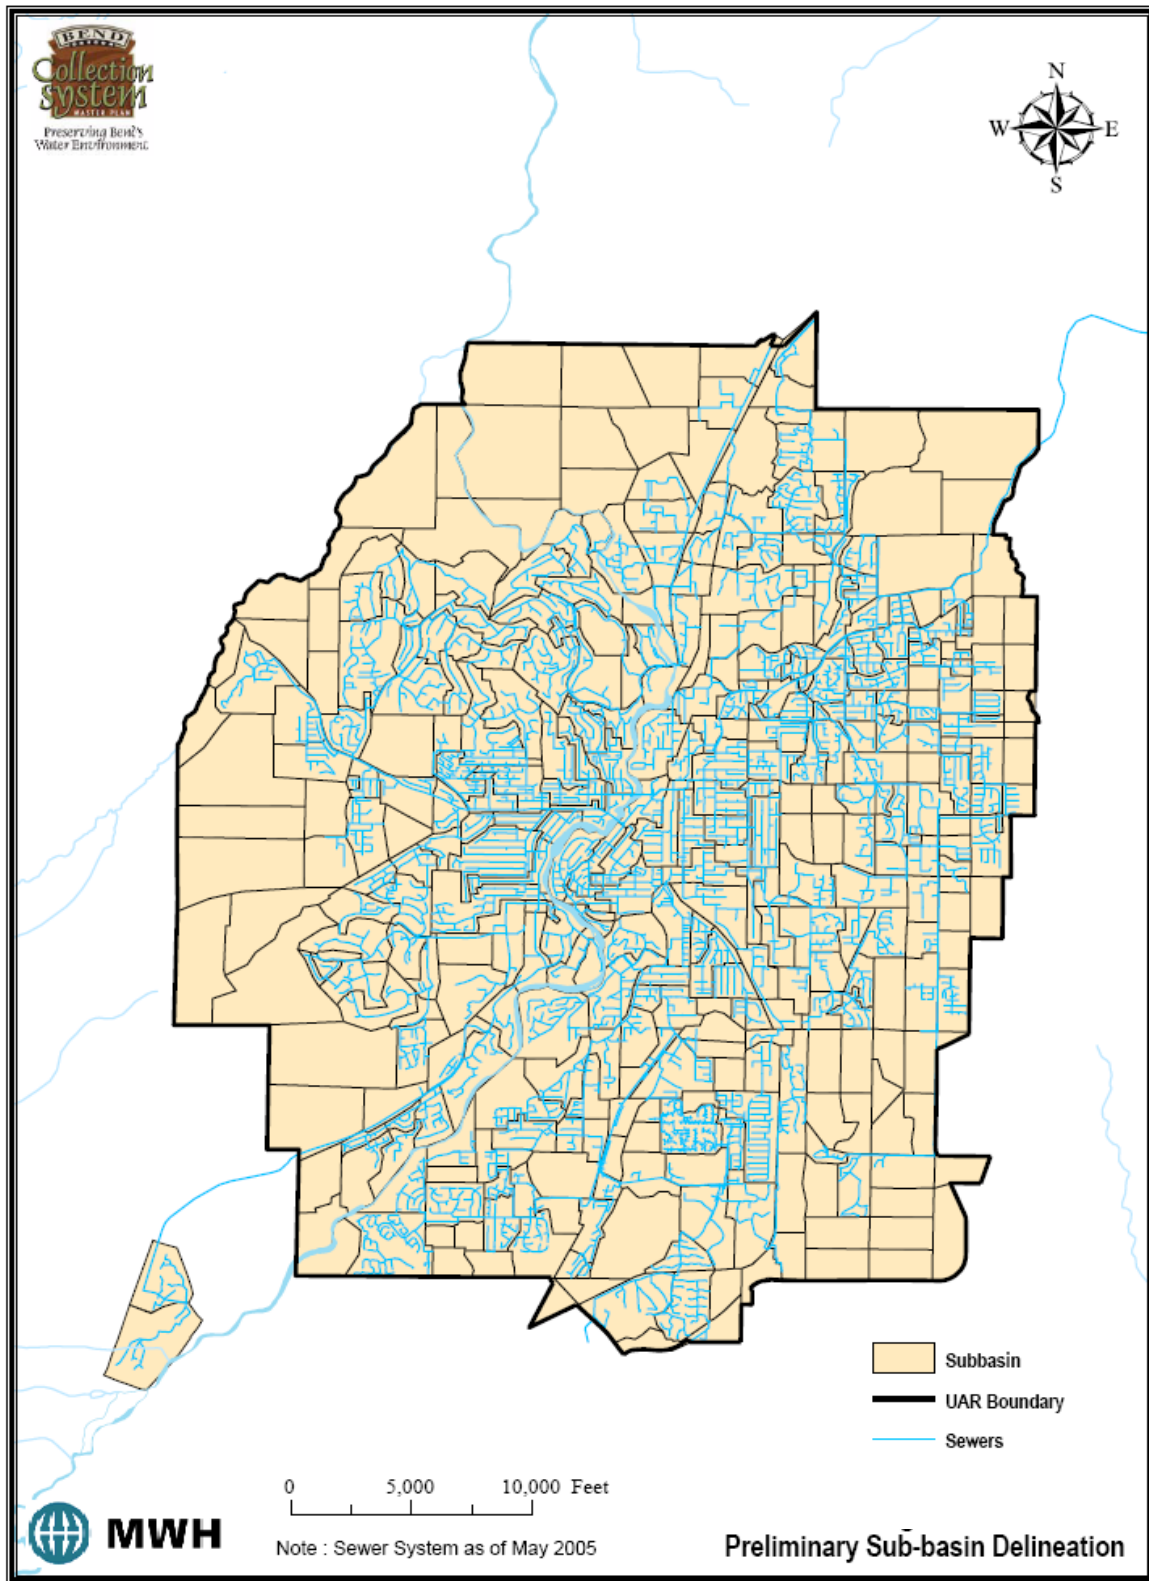 BEND
Collection
System
MASTER PLAN
Preserving Bend's
Water Environment
N
W E
S
Subbasin
UAR Boundary
Sewers
0 5,000 10,000 Feet
MWH
Note : Sewer System as of May 2005
Preliminary Sub-basin Delineation